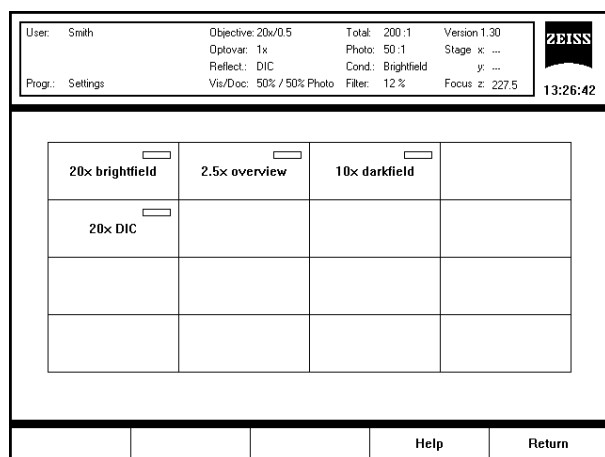 User: Smith Objective: 20x/0.5 Total: 200 :1 Version 1.30
Optovar: 1x Photo: 50 :1 Stage x: ...
Reflect.: DIC Cond.: Brightfield y: ...
Progr.: Settings Vis/Doc: 50% / 50% Photo Filter: 12 % Focus z: 227.5
ZEISS
13:26:42
20x brightfield 2.5x overview 10x darkfield
20x DIC
Help Return